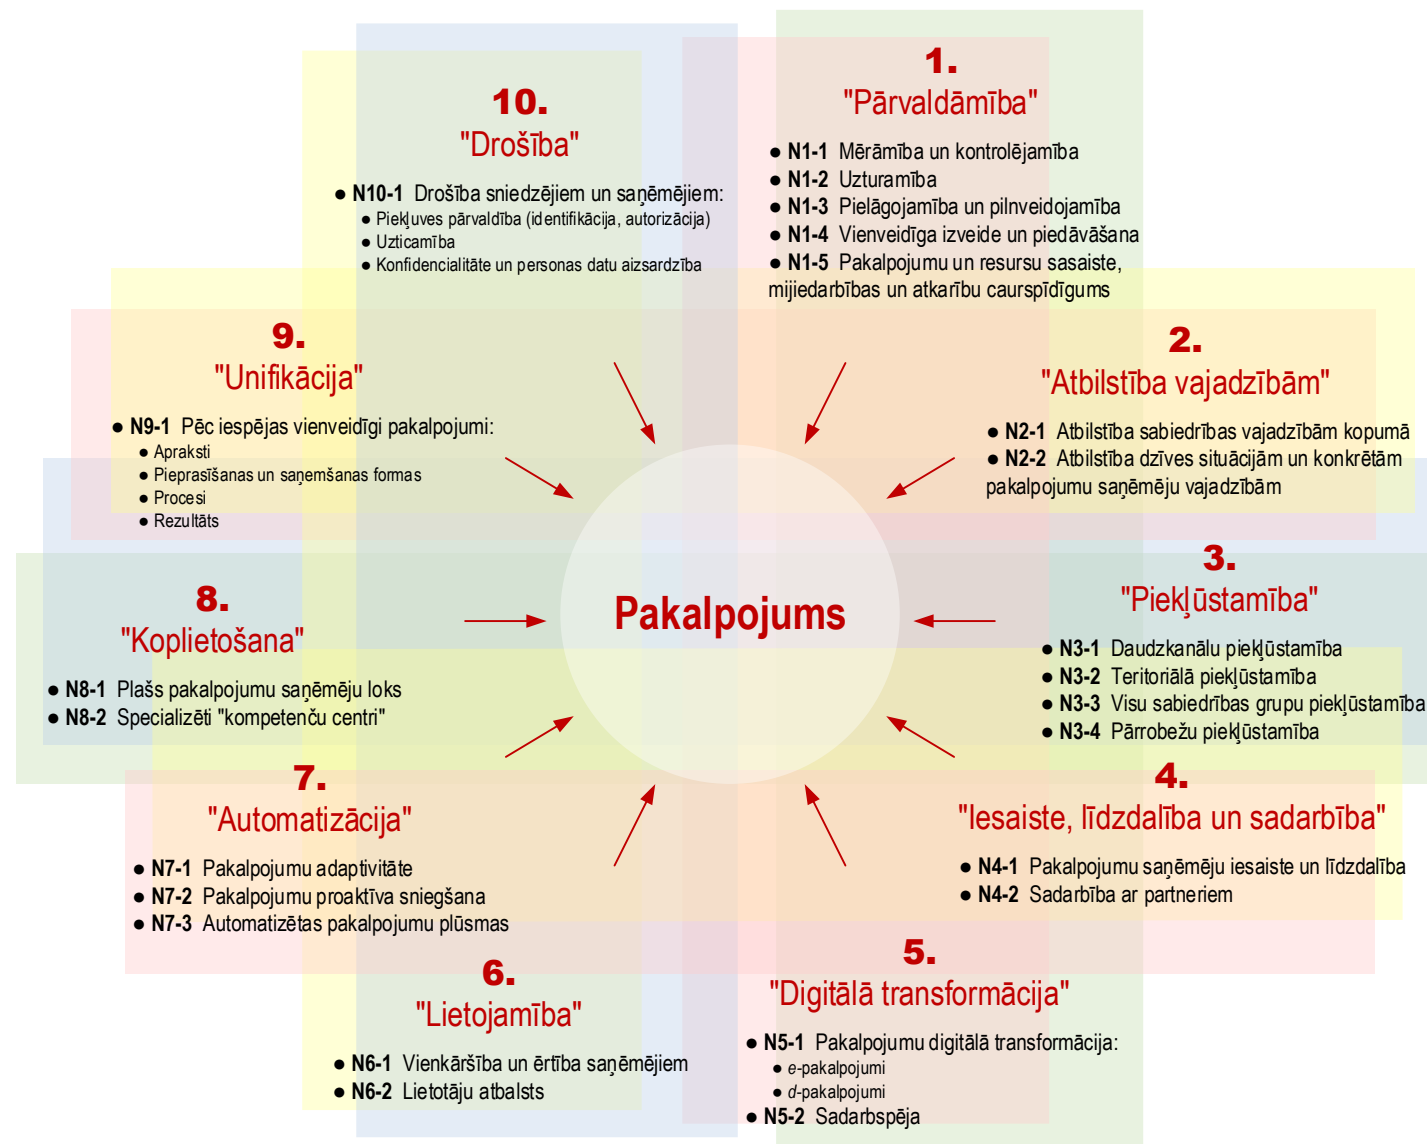 1.
"Pārvaldāmība"
● N1-1 Mērāmība un kontrolējamība
● N1-2 Uzturamība
● N1-3 Pielāgojamība un pilnveidojamība
● N1-4 Vienveidīga izveide un piedāvāšana
● N1-5 Pakalpojumu un resursu sasaiste,
mijiedarbības un atkarību caurspīdīgums
2.
"Atbilstība vajadzībām"
● N2-1 Atbilstība sabiedrības vajadzībām kopumā
● N2-2 Atbilstība dzīves situācijām un konkrētām
pakalpojumu saņēmēju vajadzībām
3.
"Piekļūstamība"
● N3-1 Daudzkanālu piekļūstamība
● N3-2 Teritoriālā piekļūstamība
● N3-3 Visu sabiedrības grupu piekļūstamība
● N3-4 Pārrobežu piekļūstamība
4.
"Iesaiste, līdzdalība un sadarbība"
● N4-1 Pakalpojumu saņēmēju iesaiste un līdzdalība
● N4-2 Sadarbība ar partneriem
5.
"Digitālā transformācija"
● N5-1 Pakalpojumu digitālā transformācija:
● e-pakalpojumi
● d-pakalpojumi
● N5-2 Sadarbspēja
6.
"Lietojamība"
● N6-1 Vienkāršība un ērtība saņēmējiem
● N6-2 Lietotāju atbalsts
7.
"Automatizācija"
● N7-1 Pakalpojumu adaptivitāte
● N7-2 Pakalpojumu proaktīva sniegšana
● N7-3 Automatizētas pakalpojumu plūsmas
8.
"Koplietošana"
● N8-1 Plašs pakalpojumu saņēmēju loks
● N8-2 Specializēti "kompetenču centri"
9.
"Unifikācija"
● N9-1 Pēc iespējas vienveidīgi pakalpojumi:
● Apraksti
● Pieprasīšanas un saņemšanas formas
● Procesi
● Rezultāts
10.
"Drošība"
● N10-1 Drošība sniedzējiem un saņēmējiem:
● Piekļuves pārvaldība (identifikācija, autorizācija)
● Uzticamība
● Konfidencialitāte un personas datu aizsardzība
Pakalpojums